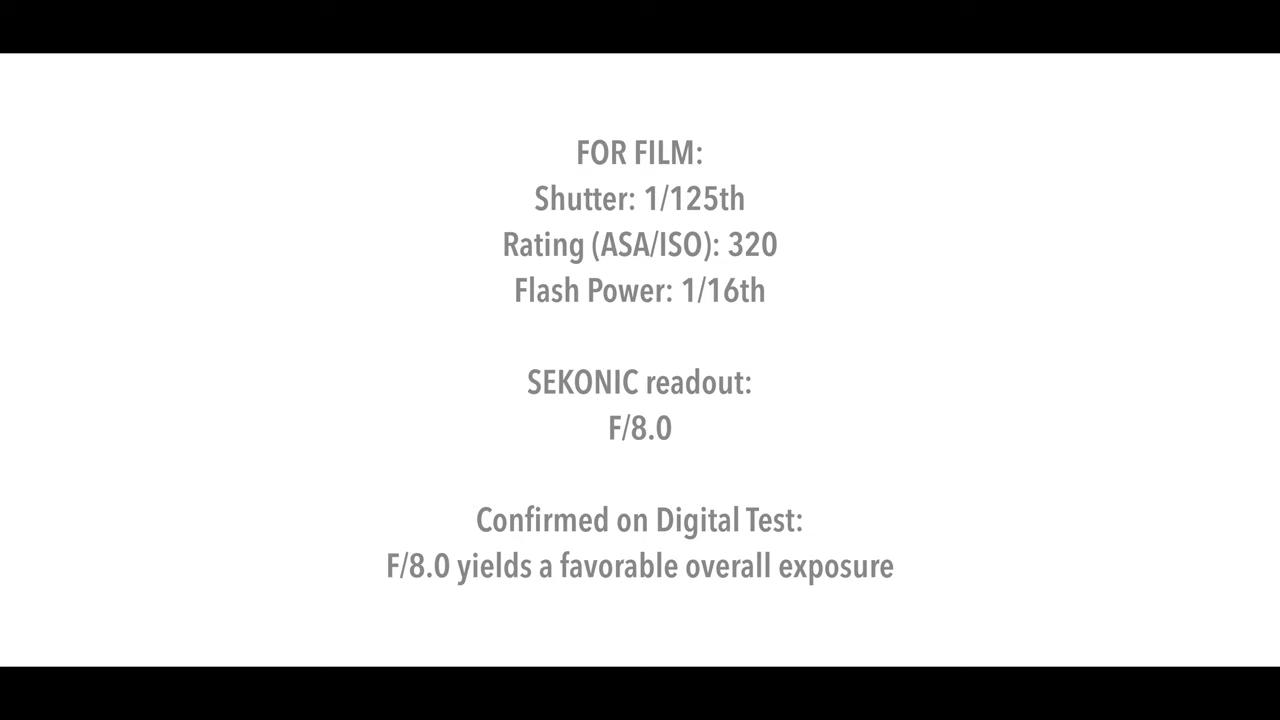 FOR FILM:
Shutter: 1/125th
Rating (ASA/ISO): 320
Flash Power: 1/16th
SEKONIC readout:
F/8.0
Confirmed on Digital Test:
F/8.0 yields a favorable overall exposure